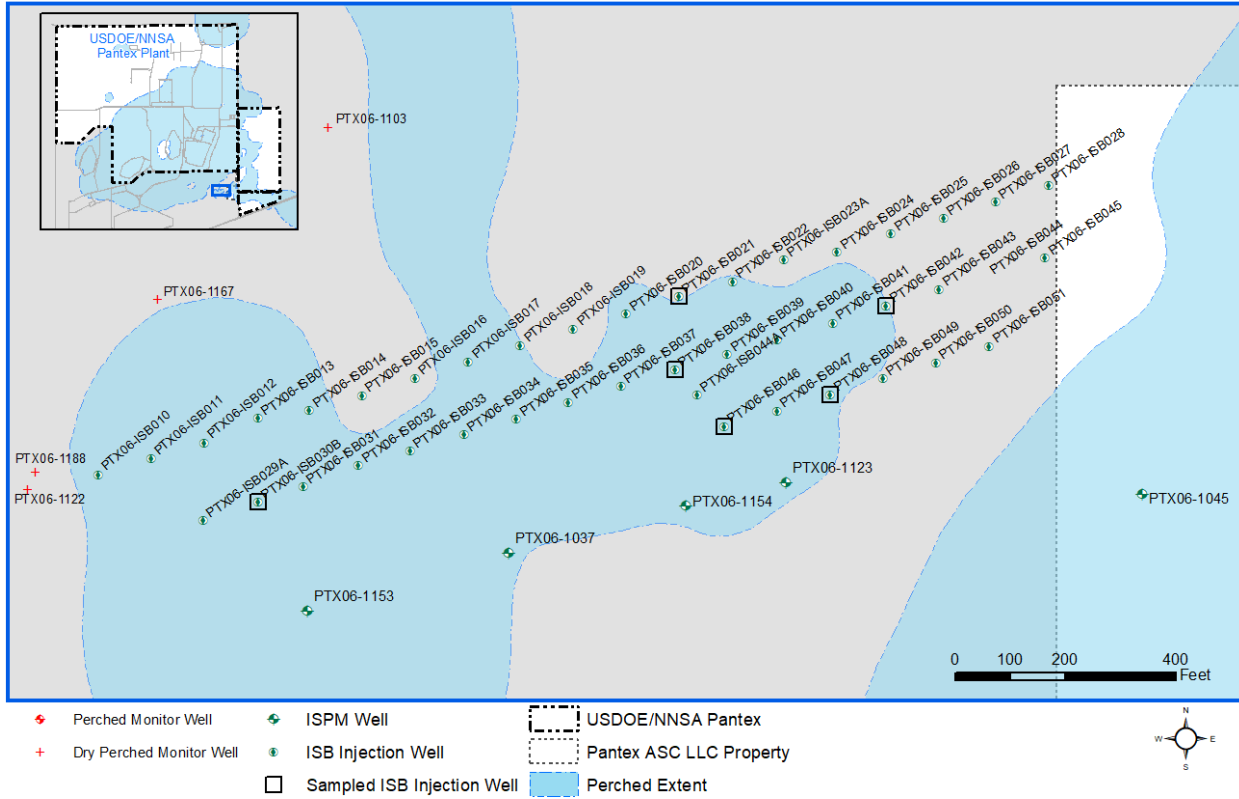 USDOE/NNSA
Pantex Plant
PTX06-1103
PTX06-1167
PTX06-1188
PTX06-1122
PTX06-ISB010
PTX06-ISB011
PTX06-ISB012
PTX06-ISB013
PTX06-ISB014
PTX06-ISB015
PTX06-ISB016
PTX06-ISB017
PTX06-ISB018
PTX06-ISB019
PTX06-ISB020
PTX06-ISB021
PTX06-ISB022
PTX06-ISB023A
PTX06-ISB024
PTX06-ISB025
PTX06-ISB026
PTX06-ISB027
PTX06-ISB028
PTX06-ISB029A
PTX06-ISB030B
PTX06-ISB031
PTX06-ISB032
PTX06-ISB033
PTX06-ISB034
PTX06-ISB035
PTX06-ISB036
PTX06-ISB037
PTX06-ISB038
PTX06-ISB039
PTX06-ISB040
PTX06-ISB041
PTX06-ISB042
PTX06-ISB043
PTX06-ISB044
PTX06-ISB045
PTX06-ISB044A
PTX06-ISB046
PTX06-ISB047
PTX06-ISB048
PTX06-ISB049
PTX06-ISB050
PTX06-ISB051
PTX06-1123
PTX06-1154
PTX06-1045
PTX06-1037
PTX06-1153
0 100 200 400
Feet
Perched Monitor Well
Dry Perched Monitor Well
ISPM Well
ISB Injection Well
Sampled ISB Injection Well
USDOE/NNSA Pantex
Pantex ASC LLC Property
Perched Extent
N
W E
S